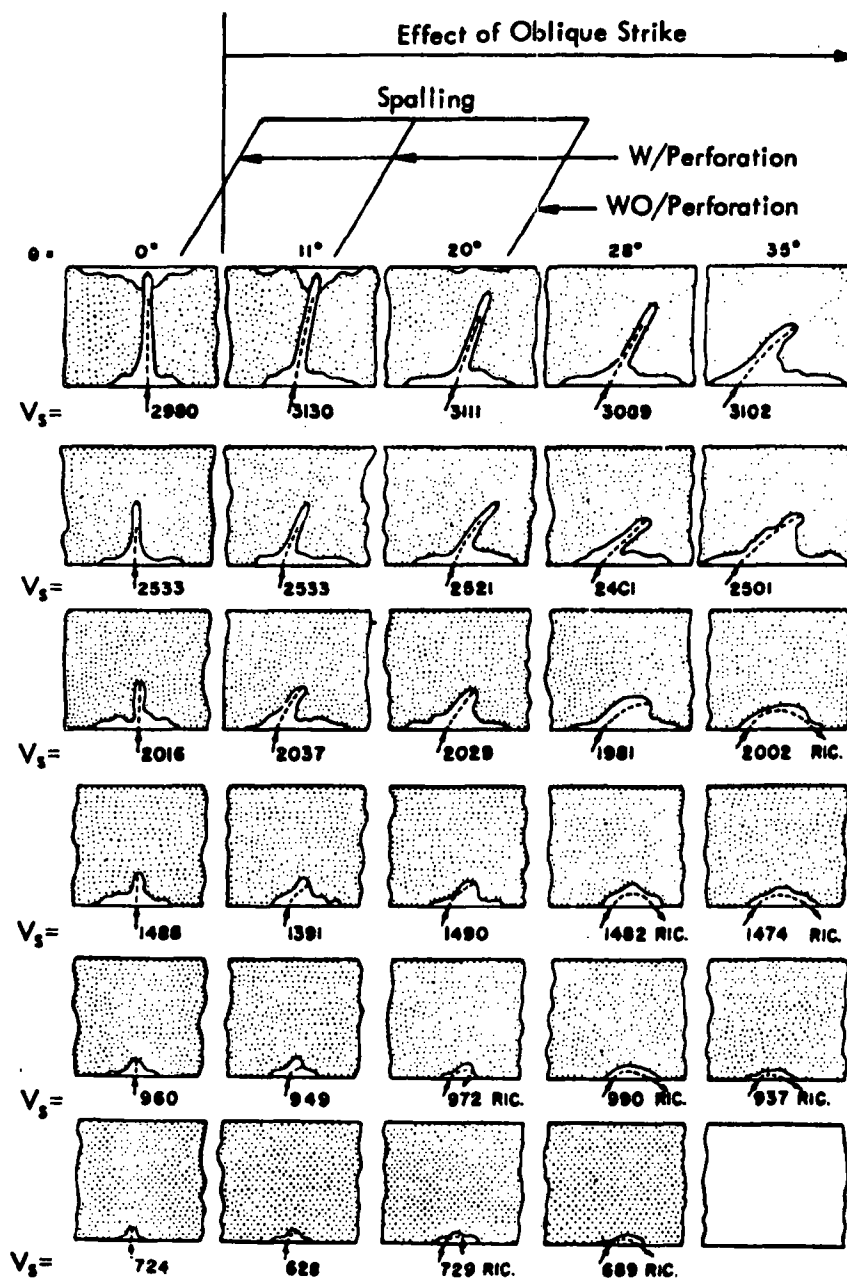 Effect of Oblique Strike
Spalling
W/Perforation
WO/Perforation
θ = 0° 11° 20° 28° 35°
Vs= 2980 3130 3111 3089 3102
Vs= 2533 2533 2521 2401 2501
Vs= 2016 2037 2029 1981 2002 RIC.
Vs= 1488 1391 1490 1482 RIC. 1474 RIC.
Vs= 960 949 972 RIC. 990 RIC. 937 RIC.
Vs= 724 628 729 RIC. 689 RIC.